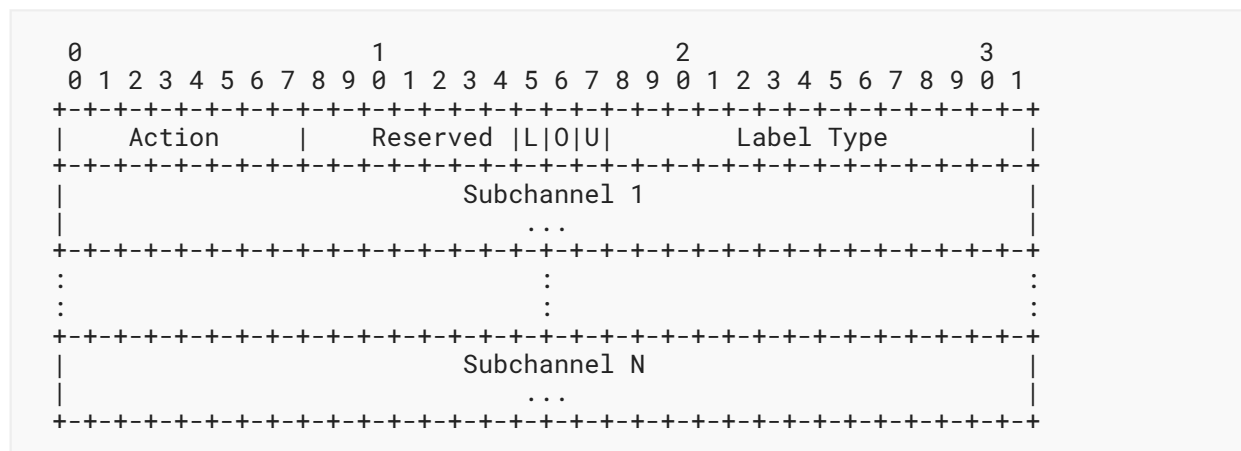 0                   1                   2                   3
 0 1 2 3 4 5 6 7 8 9 0 1 2 3 4 5 6 7 8 9 0 1 2 3 4 5 6 7 8 9 0 1
+-+-+-+-+-+-+-+-+-+-+-+-+-+-+-+-+-+-+-+-+-+-+-+-+-+-+-+-+-+-+-+-+
|    Action     |    Reserved |L|O|U|        Label Type         |
+-+-+-+-+-+-+-+-+-+-+-+-+-+-+-+-+-+-+-+-+-+-+-+-+-+-+-+-+-+-+-+-+
|                          Subchannel 1                         |
|                              ...                              |
+-+-+-+-+-+-+-+-+-+-+-+-+-+-+-+-+-+-+-+-+-+-+-+-+-+-+-+-+-+-+-+-+
:                               :                               :
:                               :                               :
+-+-+-+-+-+-+-+-+-+-+-+-+-+-+-+-+-+-+-+-+-+-+-+-+-+-+-+-+-+-+-+-+
|                          Subchannel N                         |
|                              ...                              |
+-+-+-+-+-+-+-+-+-+-+-+-+-+-+-+-+-+-+-+-+-+-+-+-+-+-+-+-+-+-+-+-+